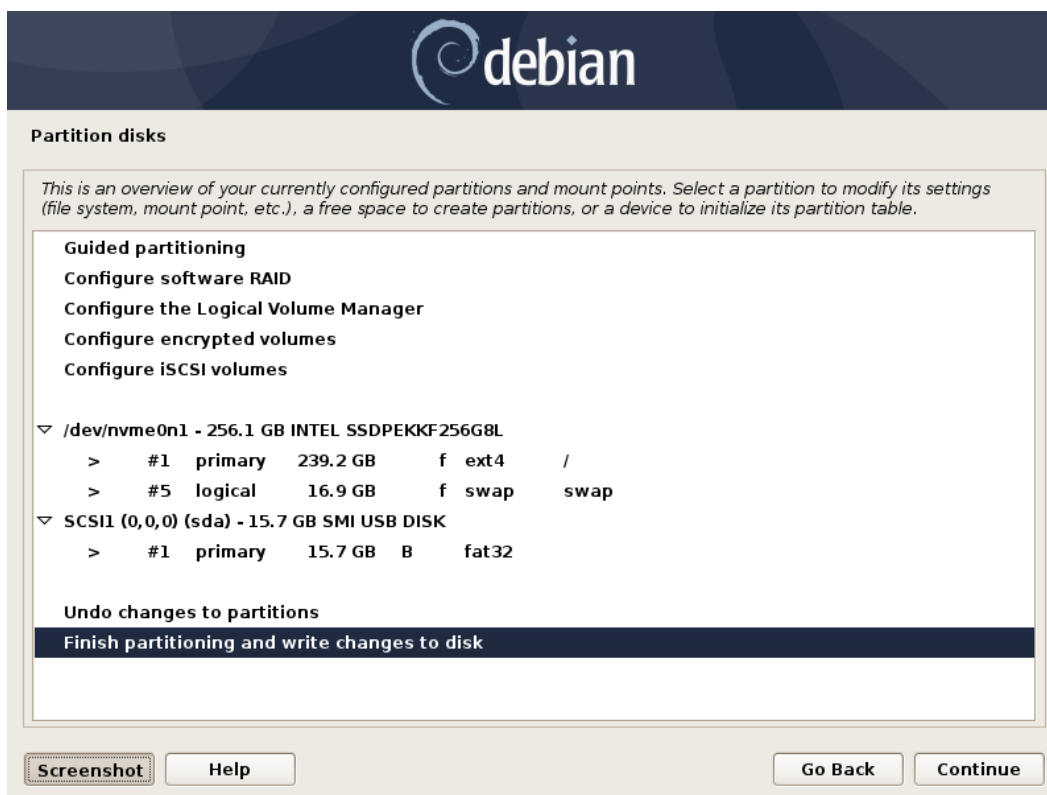 debian
Partition disks
This is an overview of your currently configured partitions and mount points. Select a partition to modify its settings
(file system, mount point, etc.), a free space to create partitions, or a device to initialize its partition table.
Guided partitioning
Configure software RAID
Configure the Logical Volume Manager
Configure encrypted volumes
Configure iSCSI volumes
/dev/nvme0n1 - 256.1 GB INTEL SSDPEKKF256G8L
> #1 primary 239.2 GB f ext4 /
> #5 logical 16.9 GB f swap swap
SCSI1 (0,0,0) (sda) - 15.7 GB SMI USB DISK
> #1 primary 15.7 GB B fat32
Undo changes to partitions
Finish partitioning and write changes to disk
Screenshot Help Go Back Continue